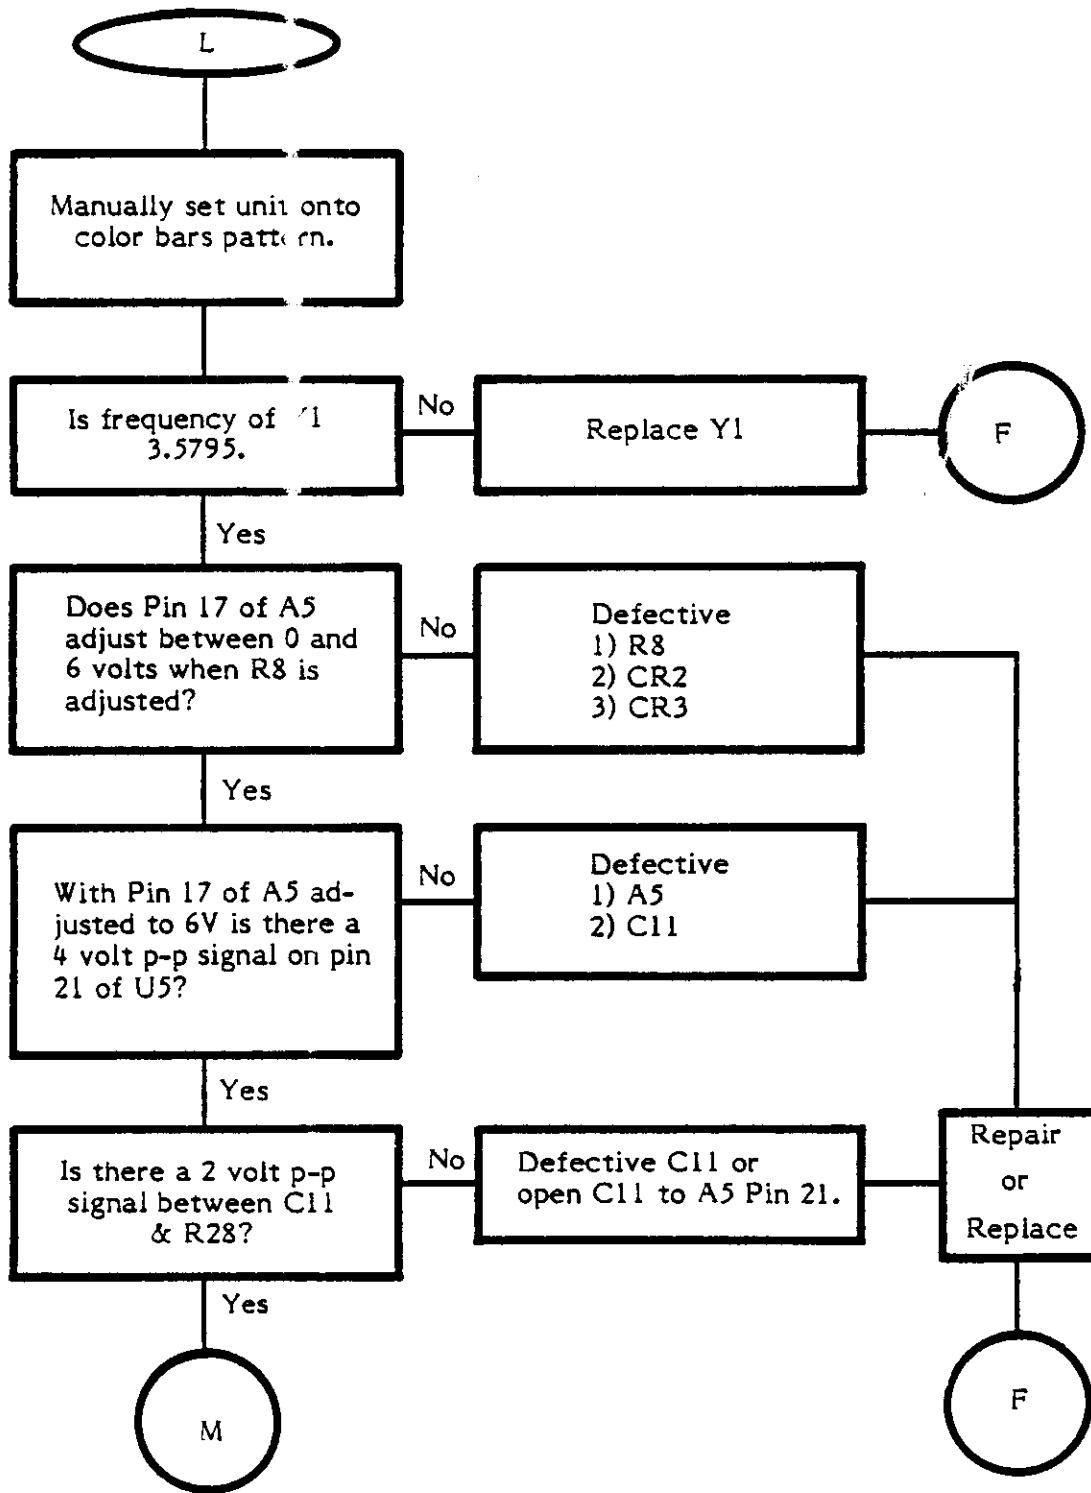 L
Manually set unit onto
color bars pattern.
Is frequency of Y1
3.5795.
No
Replace Y1
F
Yes
Does Pin 17 of A5
adjust between 0 and
6 volts when R8 is
adjusted?
No
Defective
1) R8
2) CR2
3) CR3
Yes
With Pin 17 of A5 ad-
justed to 6V is there a
4 volt p-p signal on pin
21 of U5?
No
Defective
1) A5
2) C11
Yes
Is there a 2 volt p-p
signal between C11
& R28?
No
Defective C11 or
open C11 to A5 Pin 21.
Repair
or
Replace
Yes
M
F